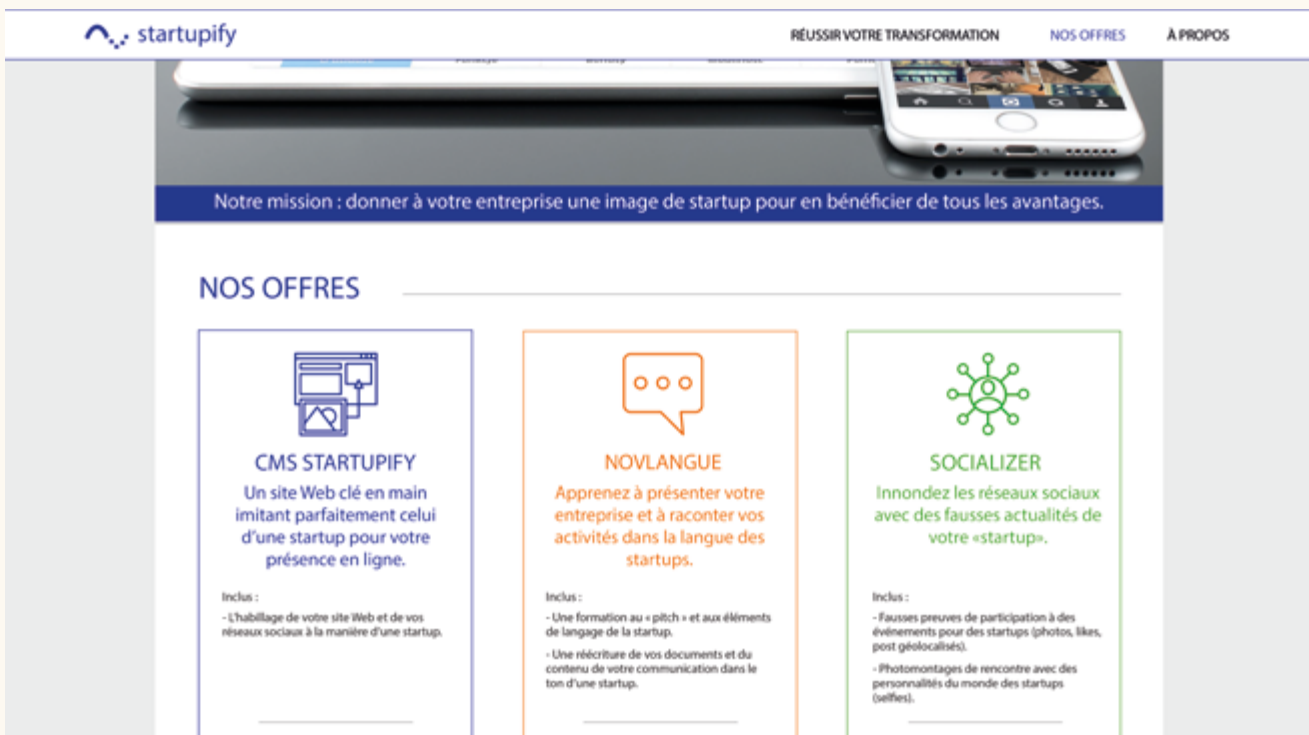 startupify
RÉUSSIR VOTRE TRANSFORMATION
NOS OFFRES
À PROPOS
Notre mission : donner à votre entreprise une image de startup pour en bénéficier de tous les avantages.
NOS OFFRES
CMS STARTUPIFY
Un site Web clé en main
imitant parfaitement celui
d’une startup pour votre
présence en ligne.
Inclus :
- L'habillage de votre site Web et de vos
réseaux sociaux à la manière d'une startup.
NOVLANGUE
Apprenez à présenter votre
entreprise et à raconter vos
activités dans la langue des
startups.
Inclus :
- Une formation au « pitch » et aux éléments
de langage de la startup.
- Une réécriture de vos documents et du
contenu de votre communication dans le
ton d'une startup.
SOCIALIZER
Innondez les réseaux sociaux
avec des fausses actualités de
votre «startup».
Inclus :
- Fausses preuves de participation à des
événements pour des startups (photos, likes,
post géolocalisés).
- Photomontages de rencontre avec des
personnalités du monde des startups
(selfies).